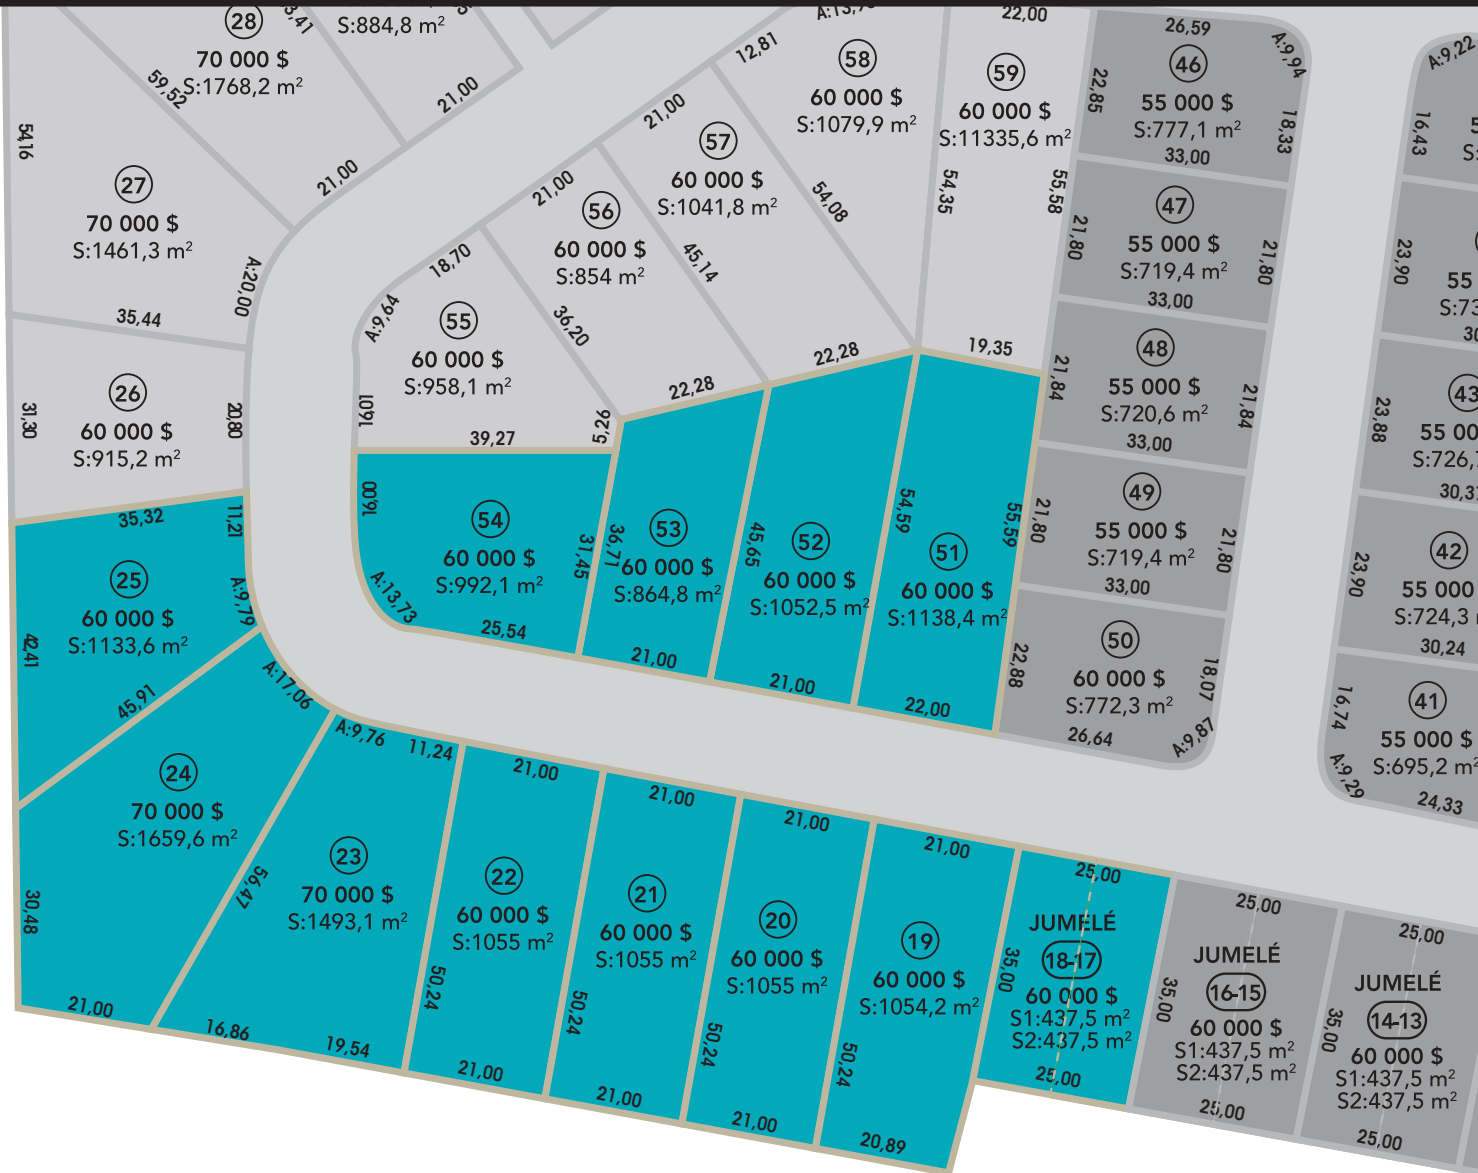 28
70 000 $
S:1768,2 m²
59,52
S:884,8 m²
21,00
21,00
54,16
27
70 000 $
S:1461,3 m²
A:20,00
35,44
26
60 000 $
S:915,2 m²
31,30
20,80
35,32
11,21
25
60 000 $
S:1133,6 m²
A:9,79
42,41
45,91
A:17,06
24
70 000 $
S:1659,6 m²
30,48
56,47
21,00
A:9,76
11,24
23
70 000 $
S:1493,1 m²
16,86
19,54
21,00
22
60 000 $
S:1055 m²
50,24
21,00
21,00
21
60 000 $
S:1055 m²
50,24
21,00
21,00
20
60 000 $
S:1055 m²
50,24
21,00
21,00
19
60 000 $
S:1054,2 m²
50,24
20,89
25,00
JUMELÉ
18-17
60 000 $
S1:437,5 m²
S2:437,5 m²
35,00
25,00
25,00
JUMELÉ
16-15
60 000 $
S1:437,5 m²
S2:437,5 m²
35,00
25,00
25,00
JUMELÉ
14-13
60 000 $
S1:437,5 m²
S2:437,5 m²
35,00
25,00
12,81
58
60 000 $
S:1079,9 m²
54,08
54,35
22,00
59
60 000 $
S:11335,6 m²
55,58
19,35
21,00
57
60 000 $
S:1041,8 m²
45,14
22,28
21,00
56
60 000 $
S:854 m²
36,20
22,28
18,70
A:9,64
55
60 000 $
S:958,1 m²
16,01
39,27
5,26
16,00
54
60 000 $
S:992,1 m²
31,45
A:13,73
25,54
36,71
53
60 000 $
S:864,8 m²
21,00
45,65
52
60 000 $
S:1052,5 m²
21,00
54,59
51
60 000 $
S:1138,4 m²
55,59
22,00
26,59
A:9,94
46
55 000 $
S:777,1 m²
22,85
18,33
33,00
47
55 000 $
S:719,4 m²
21,80
21,80
33,00
48
55 000 $
S:720,6 m²
21,84
21,84
33,00
49
55 000 $
S:719,4 m²
21,80
21,80
33,00
50
60 000 $
S:772,3 m²
22,88
18,07
26,64
A:9,87
A:9,22
16,43
23,90
55
43
55 00
S:726,
23,88
30,3
42
55 000
S:724,3
23,90
30,24
41
55 000 $
S:695,2 m²
16,74
A:9,29
24,33